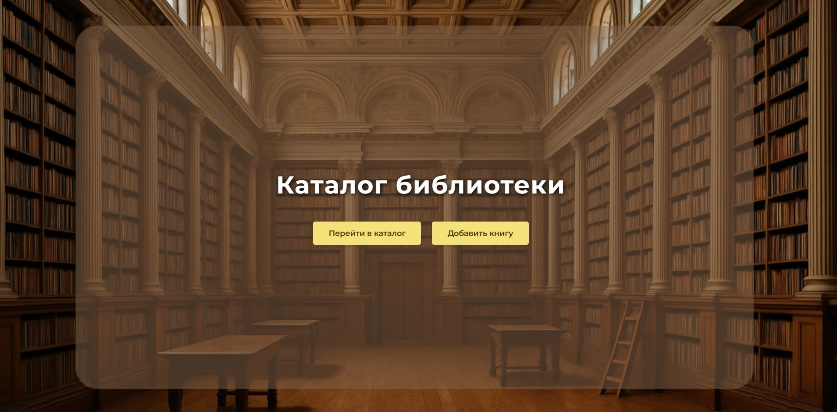 Каталог библиотеки
Перейти в каталог
Добавить книгу